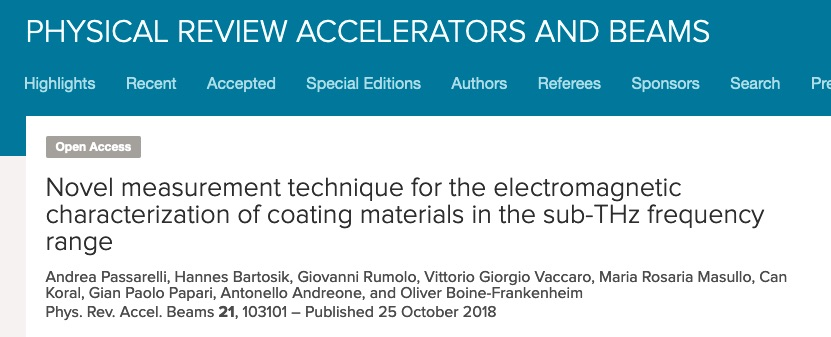 PHYSICAL REVIEW ACCELERATORS AND BEAMS
Highlights Recent Accepted Special Editions Authors Referees Sponsors Search Pre
Open Access
Novel measurement technique for the electromagnetic
characterization of coating materials in the sub-THz frequency
range
Andrea Passarelli, Hannes Bartosik, Giovanni Rumolo, Vittorio Giorgio Vaccaro, Maria Rosaria Masullo, Can
Koral, Gian Paolo Papari, Antonello Andreone, and Oliver Boine-Frankenheim
Phys. Rev. Accel. Beams 21, 103101 – Published 25 October 2018